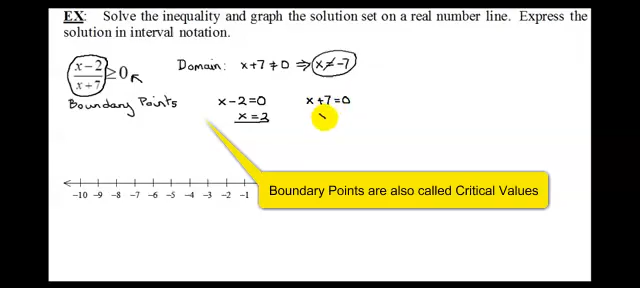 EX: Solve the inequality and graph the solution set on a real number line. Express the
solution in interval notation.
x−2
x+7
≥0
Domain: x+7 ≠ 0 ⇒ x ≠ -7
Boundary Points
x-2=0
x=2
x+7=0
Boundary Points are also called Critical Values
-10 -9 -8 -7 -6 -5 -4 -3 -2 -1